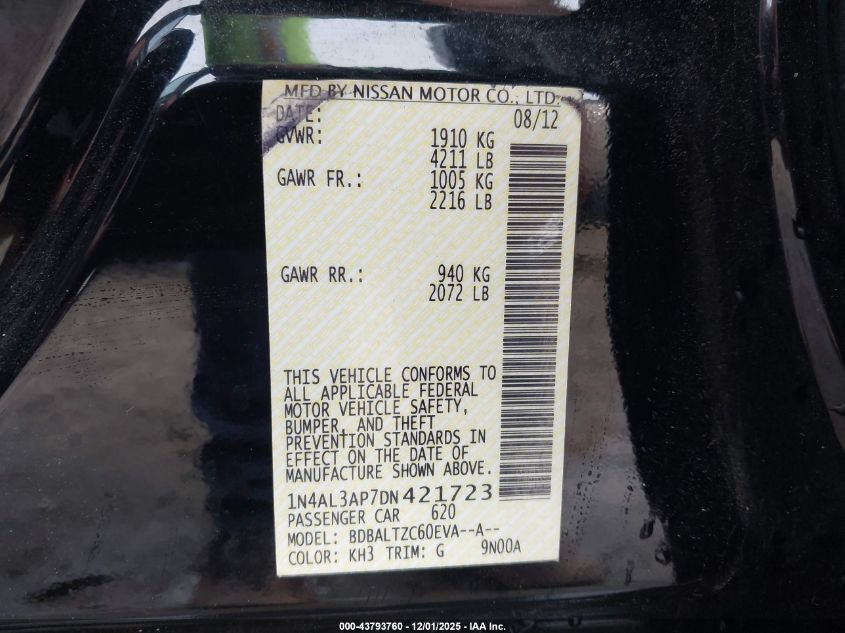 MFD BY NISSAN MOTOR CO., LTD.
DATE: 08/12
GVWR: 1910 KG
4211 LB
GAWR FR.: 1005 KG
2216 LB
GAWR RR.: 940 KG
2072 LB
THIS VEHICLE CONFORMS TO
ALL APPLICABLE FEDERAL
MOTOR VEHICLE SAFETY,
BUMPER, AND THEFT
PREVENTION STANDARDS IN
EFFECT ON THE DATE OF
MANUFACTURE SHOWN ABOVE.
1N4AL3AP7DN421723
PASSENGER CAR 620
MODEL: BDBALTZC60EVA--A--
COLOR: KH3 TRIM: G 9N00A
000-43793760 - 12/01/2025 - IAA Inc.